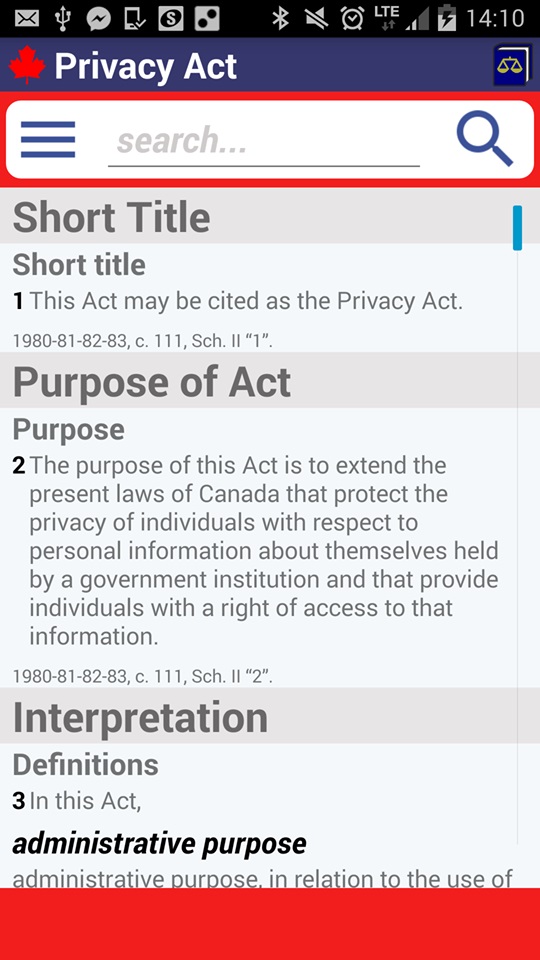 LTE 14:10
Privacy Act
search...
Short Title
Short title
1 This Act may be cited as the Privacy Act.
1980-81-82-83, c. 111, Sch. II “1”.
Purpose of Act
Purpose
2 The purpose of this Act is to extend the
present laws of Canada that protect the
privacy of individuals with respect to
personal information about themselves held
by a government institution and that provide
individuals with a right of access to that
information.
1980-81-82-83, c. 111, Sch. II “2”.
Interpretation
Definitions
3 In this Act,
administrative purpose
administrative purpose, in relation to the use of